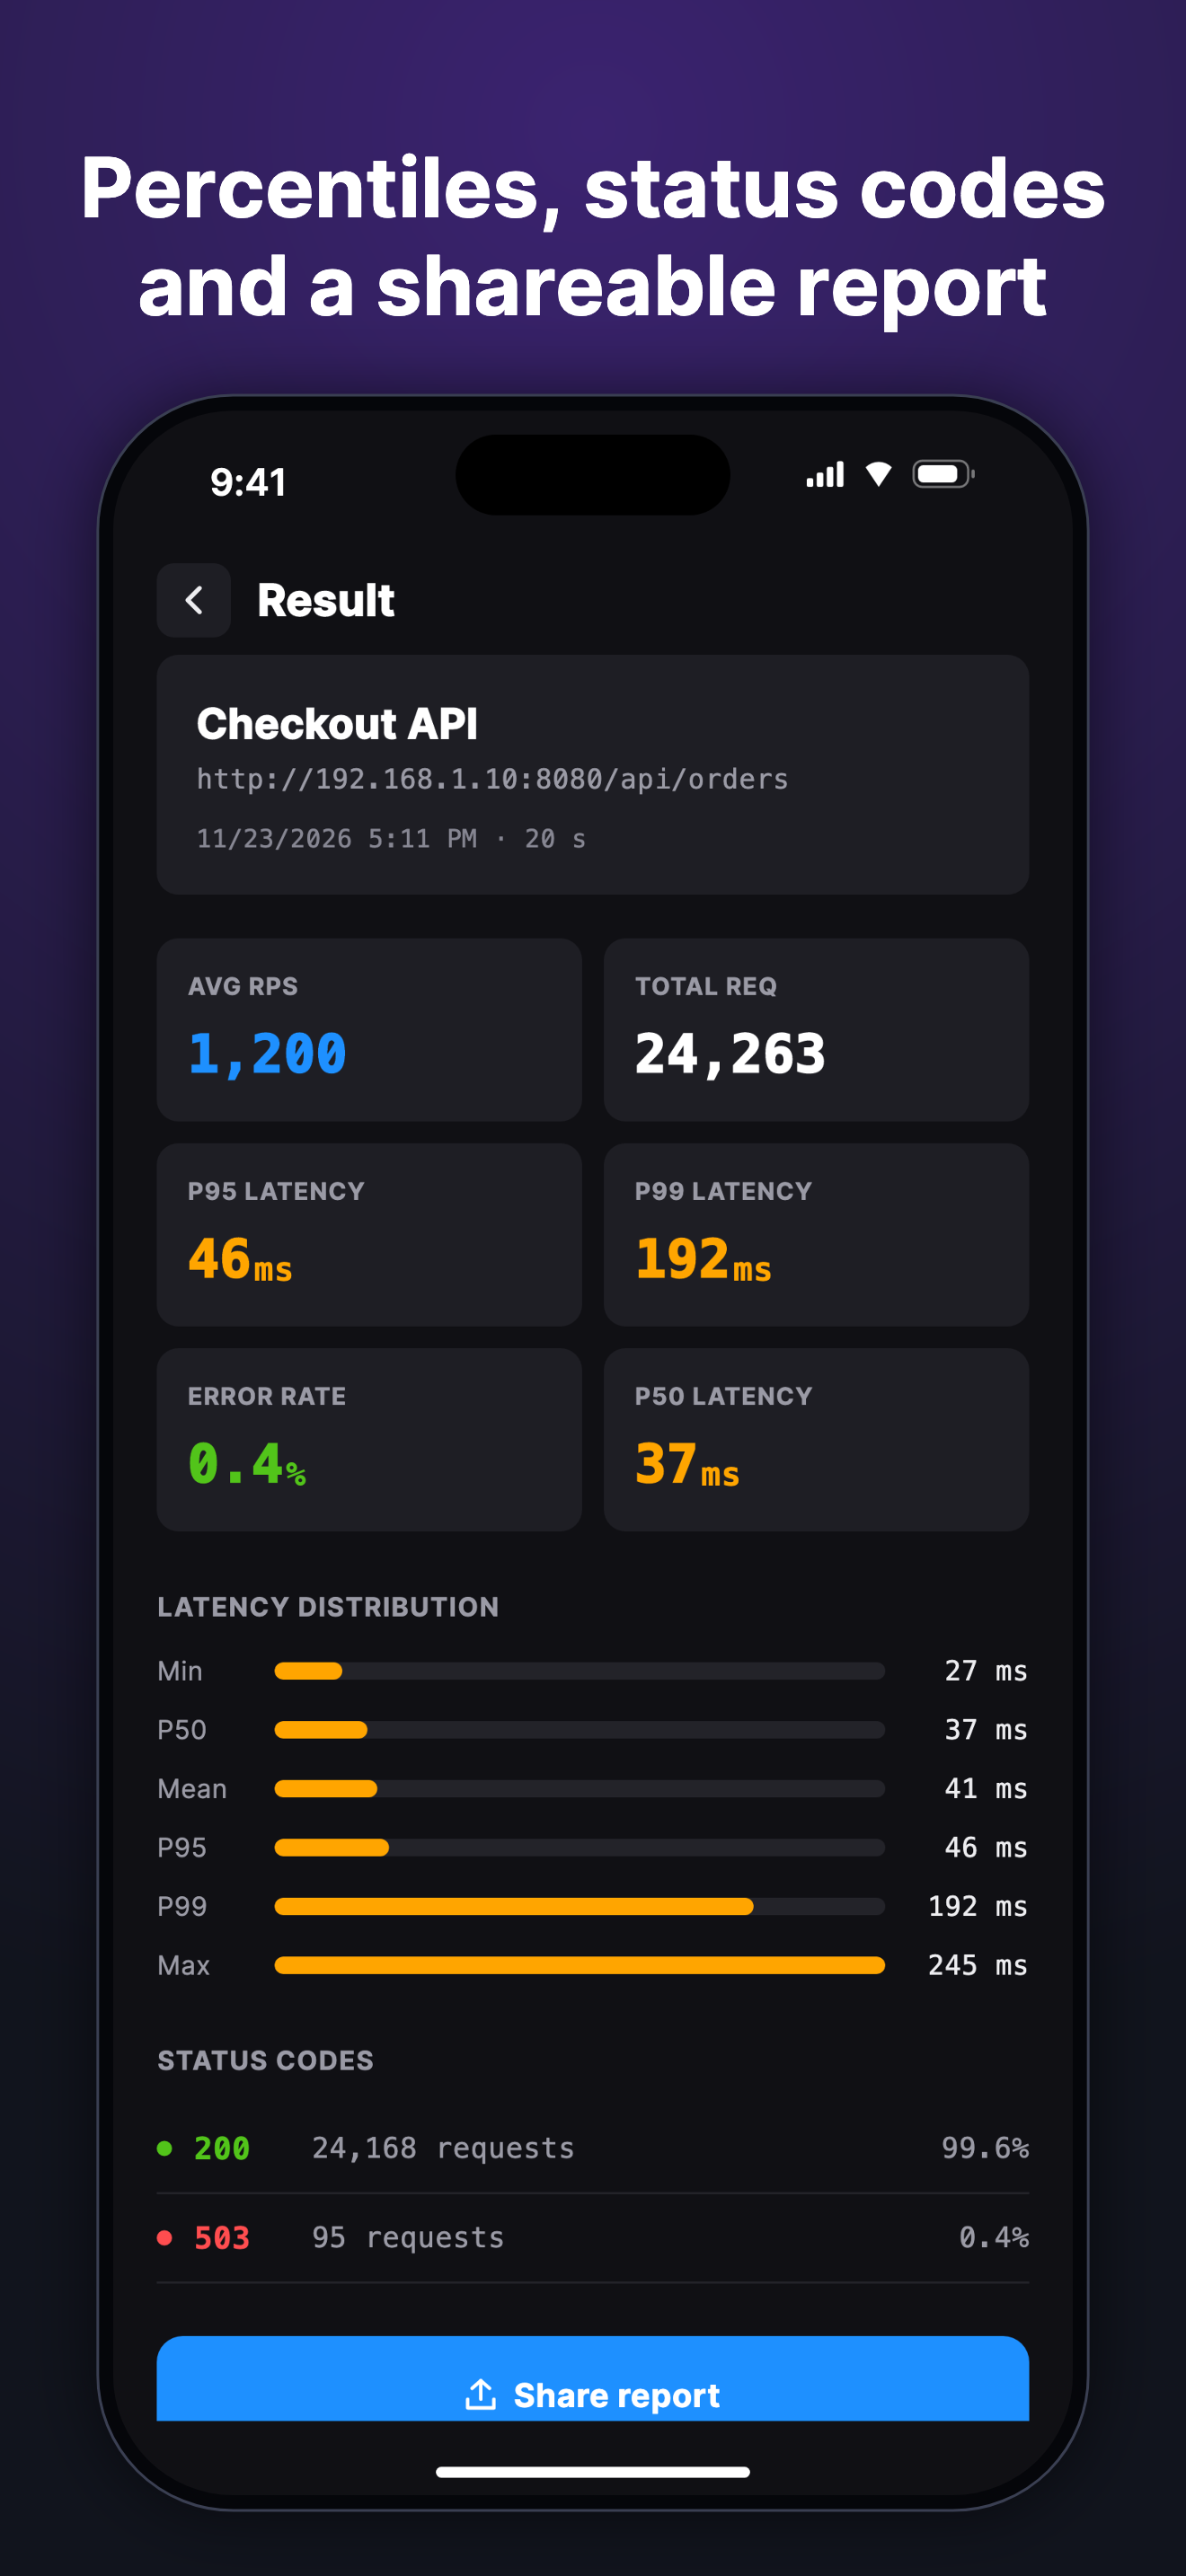 Percentiles, status codes
and a shareable report
9:41
Result
Checkout API
http://192.168.1.10:8080/api/orders
11/23/2026 5:11 PM · 20 s
AVG RPS
1,200
TOTAL REQ
24,263
P95 LATENCY
46ms
P99 LATENCY
192ms
ERROR RATE
0.4%
P50 LATENCY
37ms
LATENCY DISTRIBUTION
Min 27 ms
P50 37 ms
Mean 41 ms
P95 46 ms
P99 192 ms
Max 245 ms
STATUS CODES
200 24,168 requests 99.6%
503 95 requests 0.4%
Share report